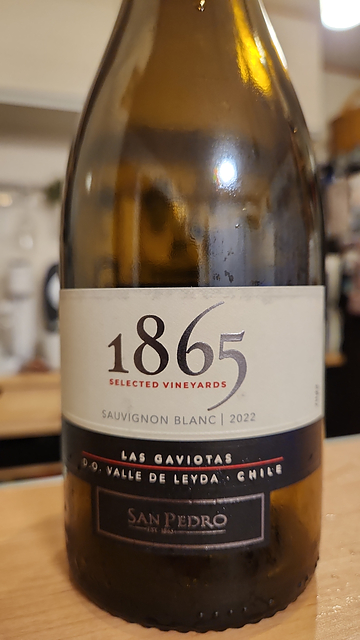 1865
SELECTED VINEYARDS
SAUVIGNON BLANC | 2022
LAS GAVIOTAS
D.O. VALLE DE LEYDA · CHILE
SAN PEDRO